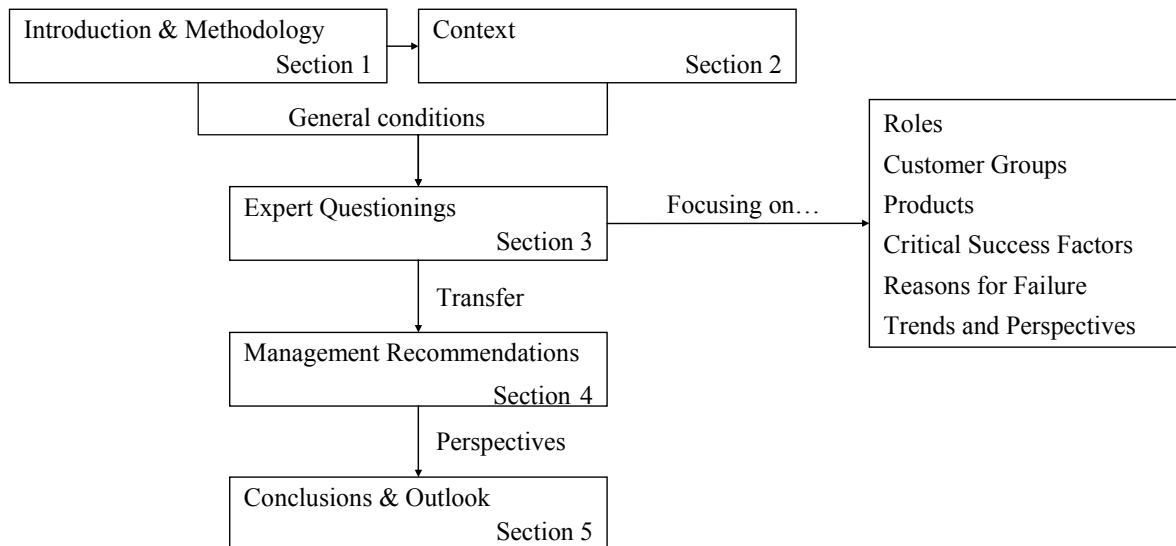 Introduction & Methodology
Section 1
Context
Section 2
General conditions
Expert Questionings
Section 3
Focusing on…
Roles
Customer Groups
Products
Critical Success Factors
Reasons for Failure
Trends and Perspectives
Transfer
Management Recommendations
Section 4
Perspectives
Conclusions & Outlook
Section 5